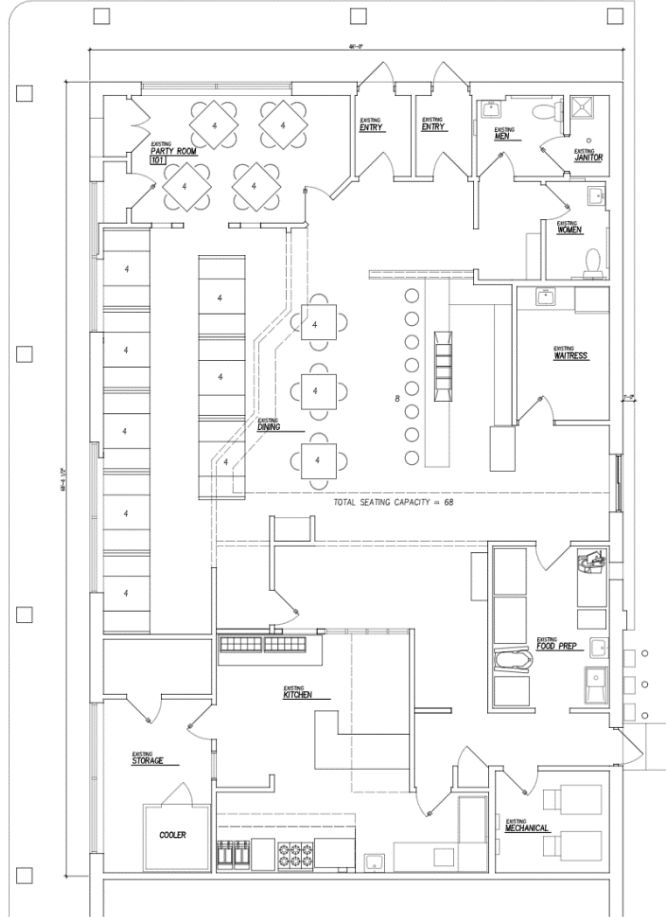 46'-0"
EXISTING
ENTRY
EXISTING
ENTRY
EXISTING
MEN
EXISTING
JANITOR
EXISTING
PARTY ROOM
101
4
4
4
4
EXISTING
WOMEN
4
4
4
4
4
4
4
4
4
4
4
8
EXISTING
WAITRESS
EXISTING
DINING
TOTAL SEATING CAPACITY = 68
EXISTING
FOOD PREP
EXISTING
KITCHEN
EXISTING
STORAGE
COOLER
EXISTING
MECHANICAL